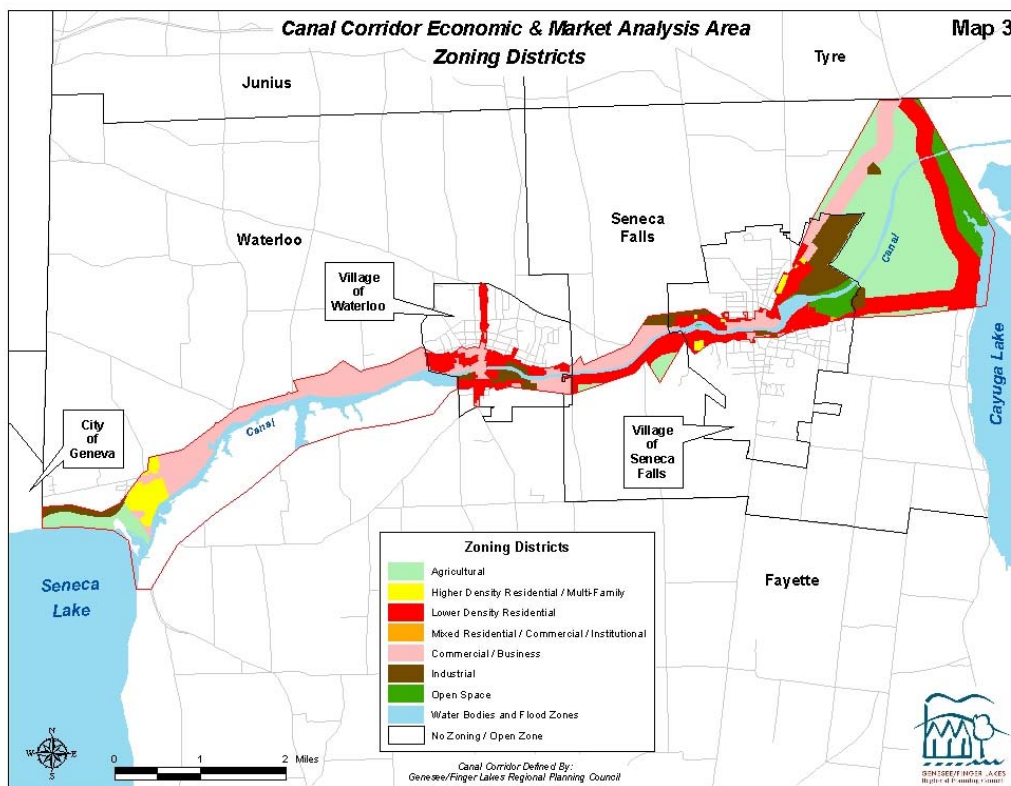 Canal Corridor Economic & Market Analysis Area
Zoning Districts
Map 3
Tyre
Junius
Seneca
Falls
Waterloo
Village
of
Waterloo
Canal
Cayuga Lake
City
of
Geneva
Canal
Village
of
Seneca
Falls
Seneca
Lake
Fayette
Zoning Districts
Agricultural
Higher Density Residential / Multi-Family
Lower Density Residential
Mixed Residential / Commercial / Institutional
Commercial / Business
Industrial
Open Space
Water Bodies and Flood Zones
No Zoning / Open Zone
N
W E
S
0 1 2 Miles
Canal Corridor Defined By:
Genesee/Finger Lakes Regional Planning Council
GENESEE/FINGER LAKES
Regional Planning Council